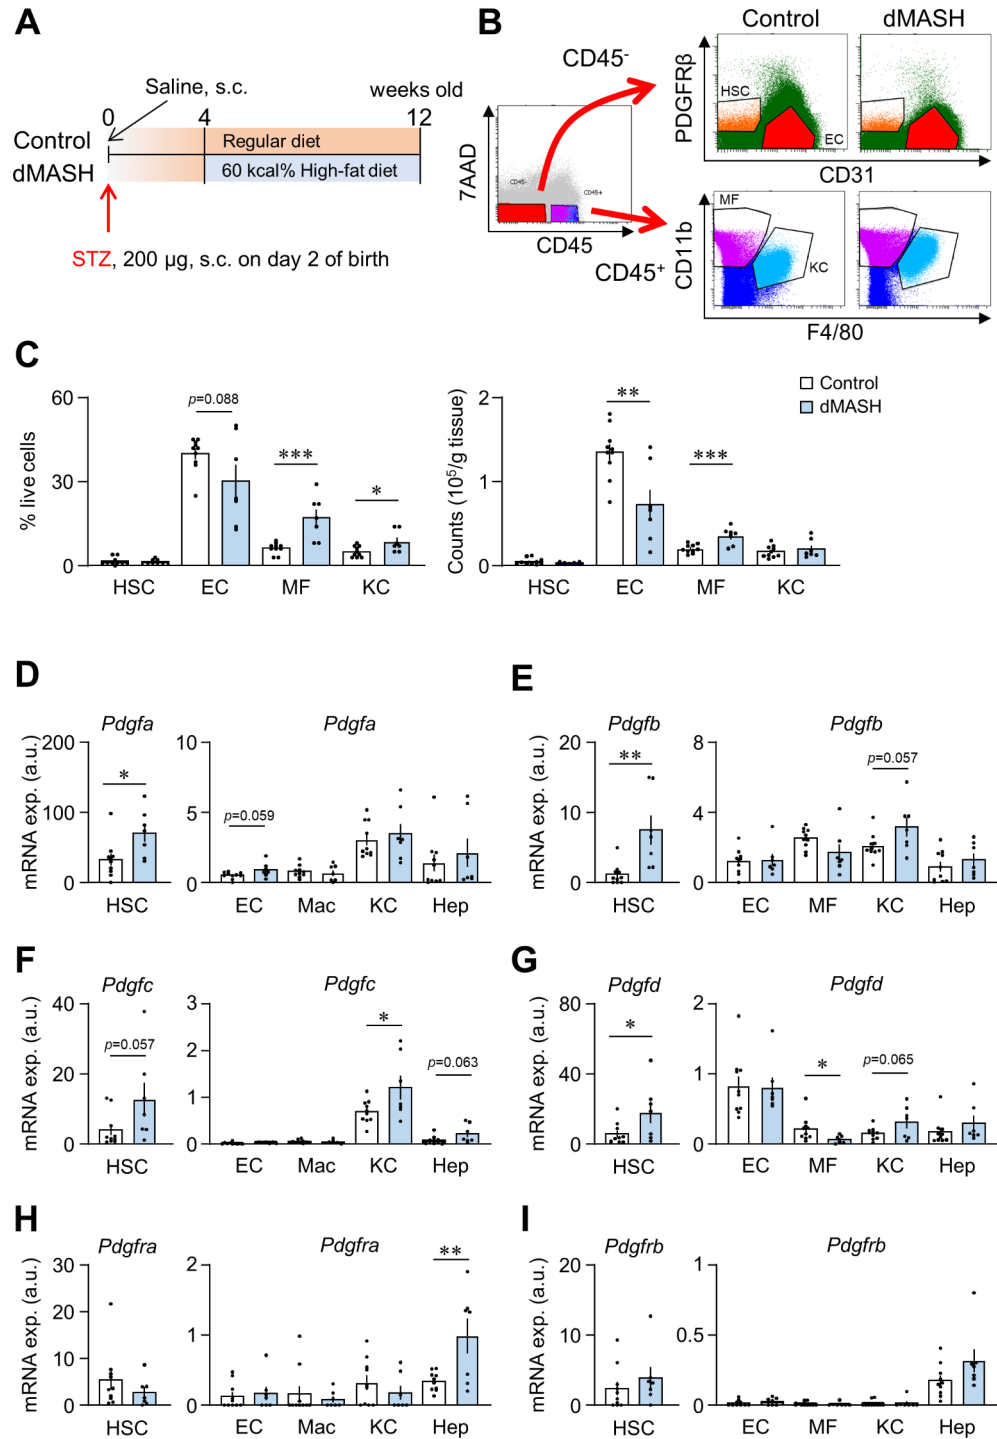 A
Saline, s.c.
weeks old
0 4 12
Control Regular diet
dMASH 60 kcal% High-fat diet
STZ, 200 µg, s.c. on day 2 of birth
B
Control dMASH
CD45-
7AAD
CD45- CD45+
CD45
CD45+
PDGFRβ
HSC
EC
CD31
CD11b
MF
KC
F4/80
C
% live cells
60
30
0
p=0.088
***
*
HSC EC MF KC
Counts (10^5/g tissue)
2
1
0
**
***
HSC EC MF KC
Control
dMASH
D
Pdgfa Pdgfa
mRNA exp. (a.u.)
200
100
0
*
HSC
10
5
0
p=0.059
EC Mac KC Hep
E
Pdgfb Pdgfb
mRNA exp. (a.u.)
20
10
0
**
HSC
8
4
0
p=0.057
EC MF KC Hep
F
Pdgfc Pdgfc
mRNA exp. (a.u.)
40
20
0
p=0.057
HSC
3
2
1
0
*
p=0.063
EC Mac KC Hep
G
Pdgfd Pdgfd
mRNA exp. (a.u.)
80
40
0
*
HSC
2
1
0
*
p=0.065
EC MF KC Hep
H
Pdgfra Pdgfra
mRNA exp. (a.u.)
30
20
10
0
HSC
2
1
0
**
EC Mac KC Hep
I
Pdgfrb Pdgfrb
mRNA exp. (a.u.)
20
10
0
HSC
1
0.5
0
EC MF KC Hep